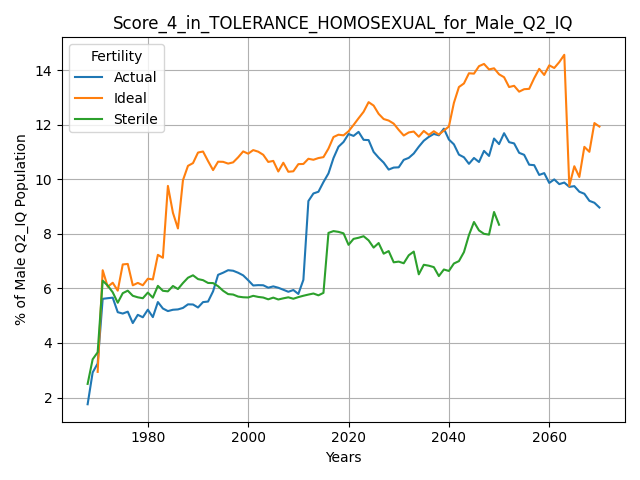 Score_4_in_TOLERANCE_HOMOSEXUAL_for_Male_Q2_IQ
Fertility
Actual
Ideal
Sterile
% of Male Q2_IQ Population
14
12
10
8
6
4
2
1980
2000
2020
2040
2060
Years